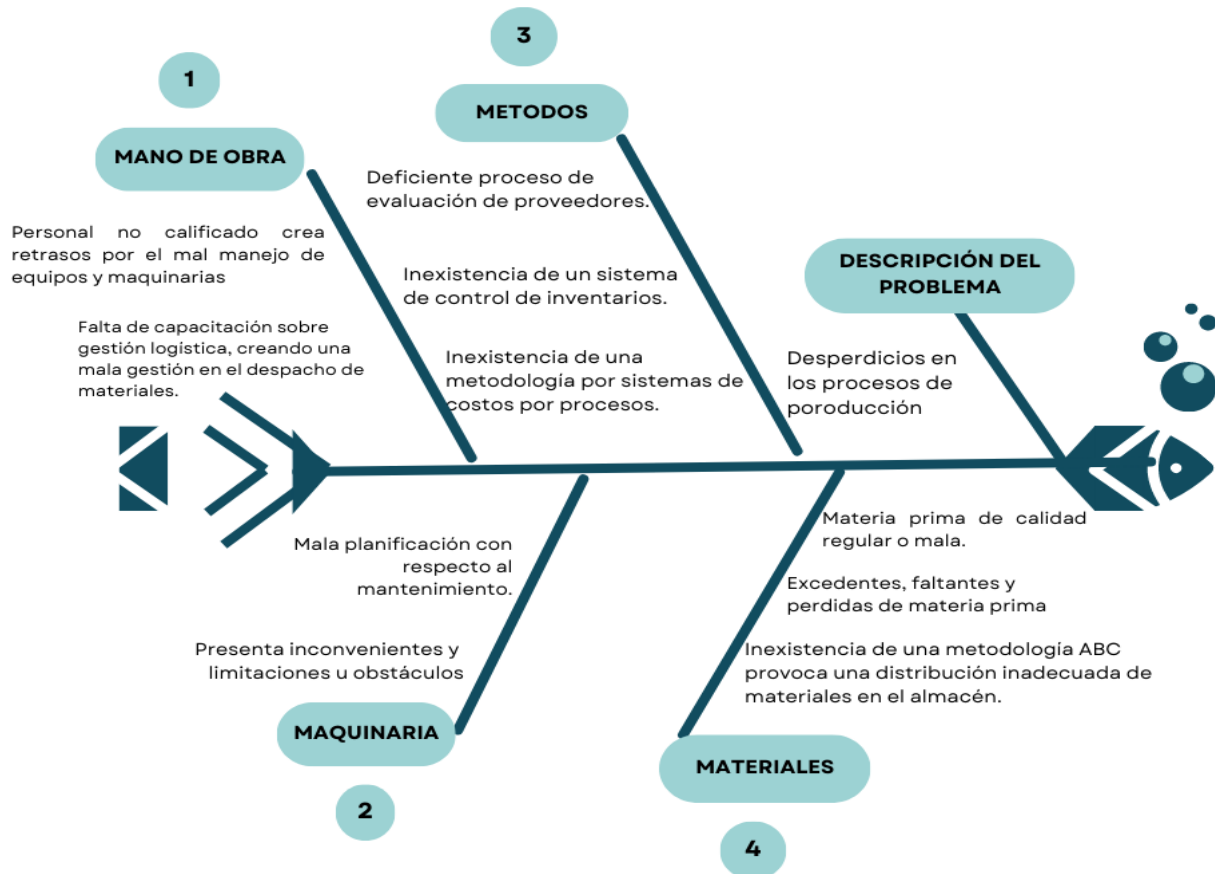 1
MANO DE OBRA
Personal no calificado crea
retrasos por el mal manejo de
equipos y maquinarias
Falta de capacitación sobre
gestión logística, creando una
mala gestión en el despacho de
materiales.
3
METODOS
Deficiente proceso de
evaluación de proveedores.
Inexistencia de un sistema
de control de inventarios.
Inexistencia de una
metodología por sistemas de
costos por procesos.
DESCRIPCIÓN DEL
PROBLEMA
Desperdicios en
los procesos de
poroducción
Mala planificación con
respecto al
mantenimiento.
Presenta inconvenientes y
limitaciones u obstáculos
MAQUINARIA
2
Materia prima de calidad
regular o mala.
Excedentes, faltantes y
perdidas de materia prima
Inexistencia de una metodología ABC
provoca una distribución inadecuada de
materiales en el almacén.
MATERIALES
4